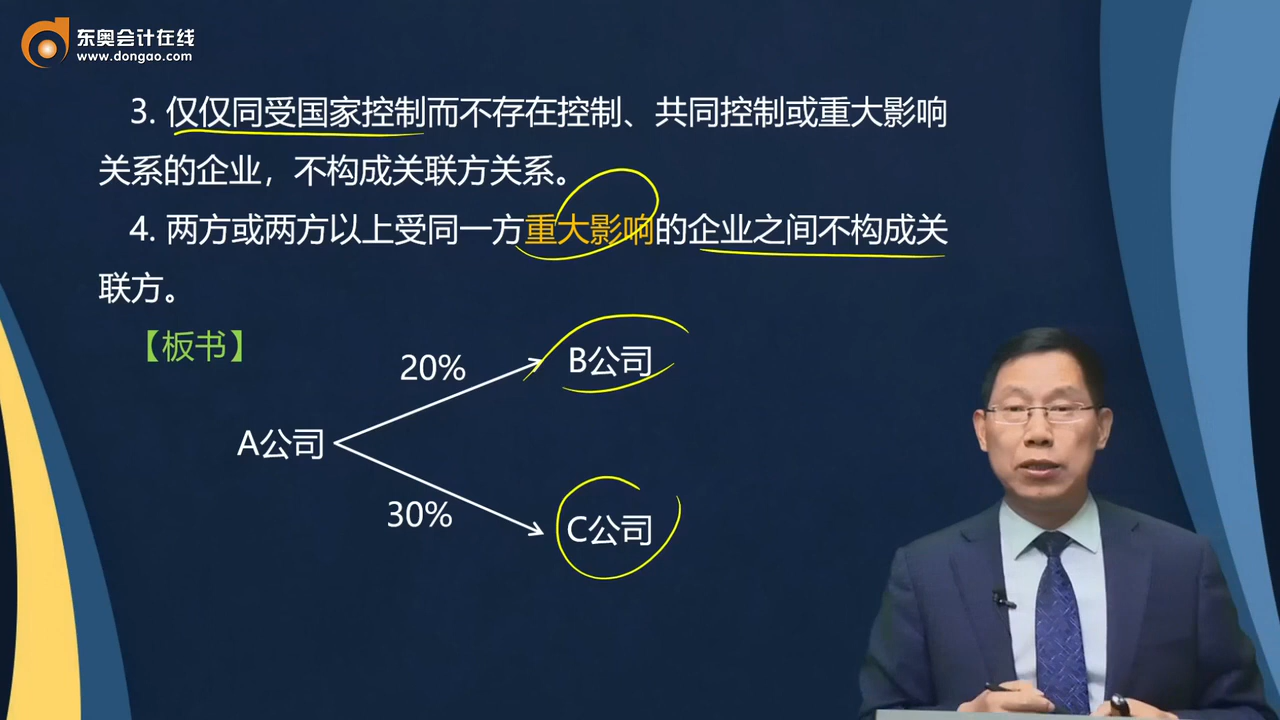 东奥会计在线
www.dongao.com
3. 仅仅同受国家控制而不存在控制、共同控制或重大影响
关系的企业，不构成关联方关系。
4. 两方或两方以上受同一方重大影响的企业之间不构成关
联方。
【板书】
20%
B公司
A公司
30%
C公司